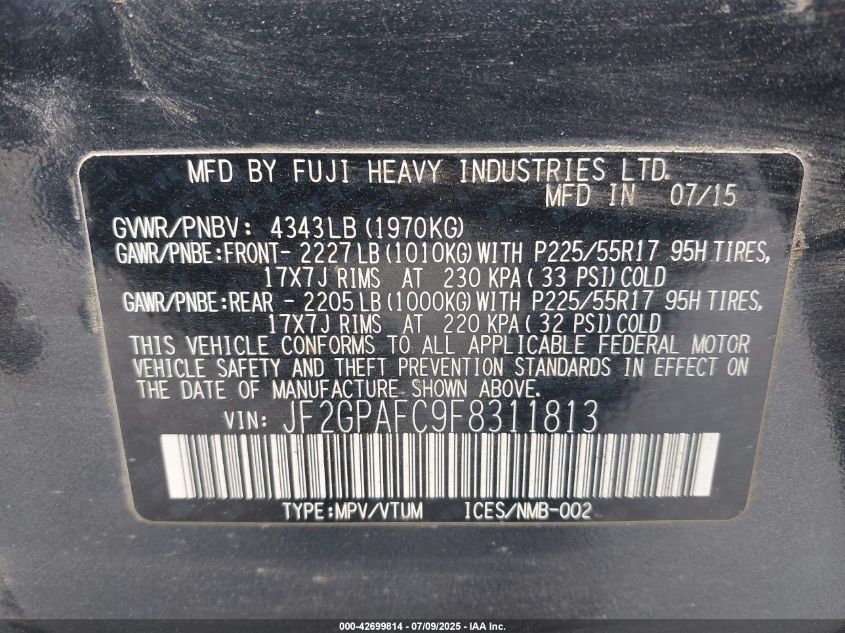 MFD BY FUJI HEAVY INDUSTRIES LTD.
MFD IN 07/15
GVWR/PNBV: 4343LB (1970KG)
GAWR/PNBE:FRONT- 2227LB (1010KG) WITH P225/55R17 95H TIRES,
17X7J RIMS AT 230 KPA ( 33 PSI) COLD
GAWR/PNBE:REAR - 2205LB (1000KG) WITH P225/55R17 95H TIRES,
17X7J RIMS AT 220 KPA ( 32 PSI) COLD
THIS VEHICLE CONFORMS TO ALL APPLICABLE FEDERAL MOTOR
VEHICLE SAFETY AND THEFT PREVENTION STANDARDS IN EFFECT ON
THE DATE OF MANUFACTURE SHOWN ABOVE.
VIN: JF2GPAFC9F8311813
TYPE:MPV/VTUM ICES/NMB-002
000-42699814 - 07/09/2025 - IAA Inc.